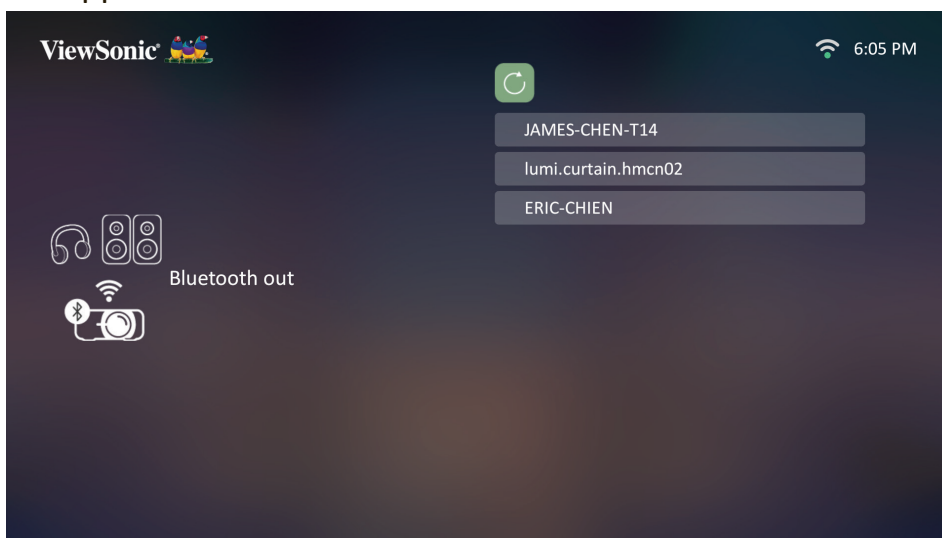 ViewSonic
6:05 PM
JAMES-CHEN-T14
lumi.curtain.hmcn02
ERIC-CHIEN
Bluetooth out